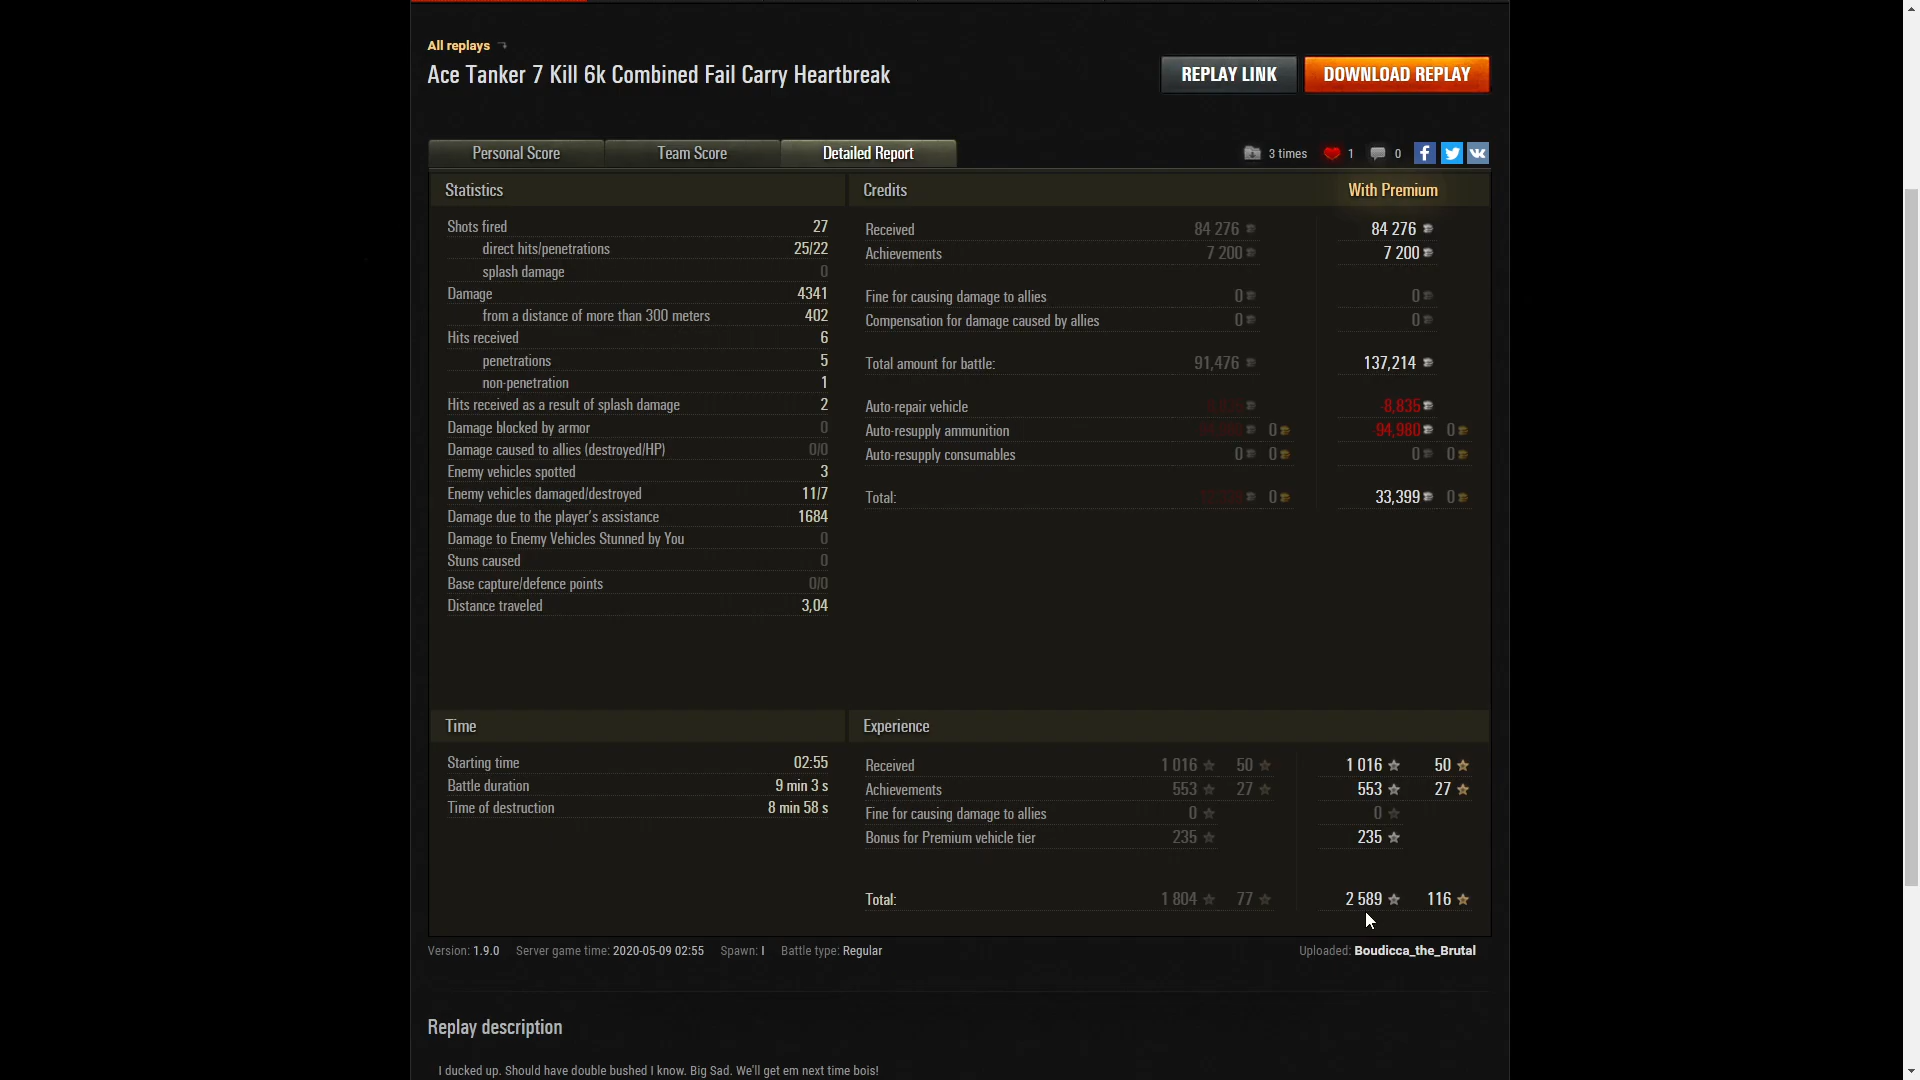 All replays
Ace Tanker 7 Kill 6k Combined Fail Carry Heartbreak
REPLAY LINK
DOWNLOAD REPLAY
Personal Score
Team Score
Detailed Report
3 times
1
0
Statistics
Shots fired 27
direct hits/penetrations 25/22
splash damage 0
Damage 4341
from a distance of more than 300 meters 402
Hits received 6
penetrations 5
non-penetration 1
Hits received as a result of splash damage 2
Damage blocked by armor 0
Damage caused to allies (destroyed/HP) 0/0
Enemy vehicles spotted 3
Enemy vehicles damaged/destroyed 11/7
Damage due to the player's assistance 1684
Damage to Enemy Vehicles Stunned by You 0
Stuns caused 0
Base capture/defence points 0/0
Distance traveled 3,04
Credits With Premium
Received 84 276 84 276
Achievements 7 200 7 200
Fine for causing damage to allies 0 0
Compensation for damage caused by allies 0 0
Total amount for battle: 91,476 137,214
Auto-repair vehicle -8,835
Auto-resupply ammunition 0 -94,980 0
Auto-resupply consumables 0 0 0 0
Total: 0 33,399 0
Time
Starting time 02:55
Battle duration 9 min 3 s
Time of destruction 8 min 58 s
Experience
Received 1 016 50 1 016 50
Achievements 553 27 553 27
Fine for causing damage to allies 0 0
Bonus for Premium vehicle tier 235 235
Total: 1 804 77 2 589 116
Version: 1.9.0 Server game time: 2020-05-09 02:55 Spawn: I Battle type: Regular
Uploaded: Boudicca_the_Brutal
Replay description
I ducked up. Should have double bushed I know. Big Sad. We'll get em next time bois!